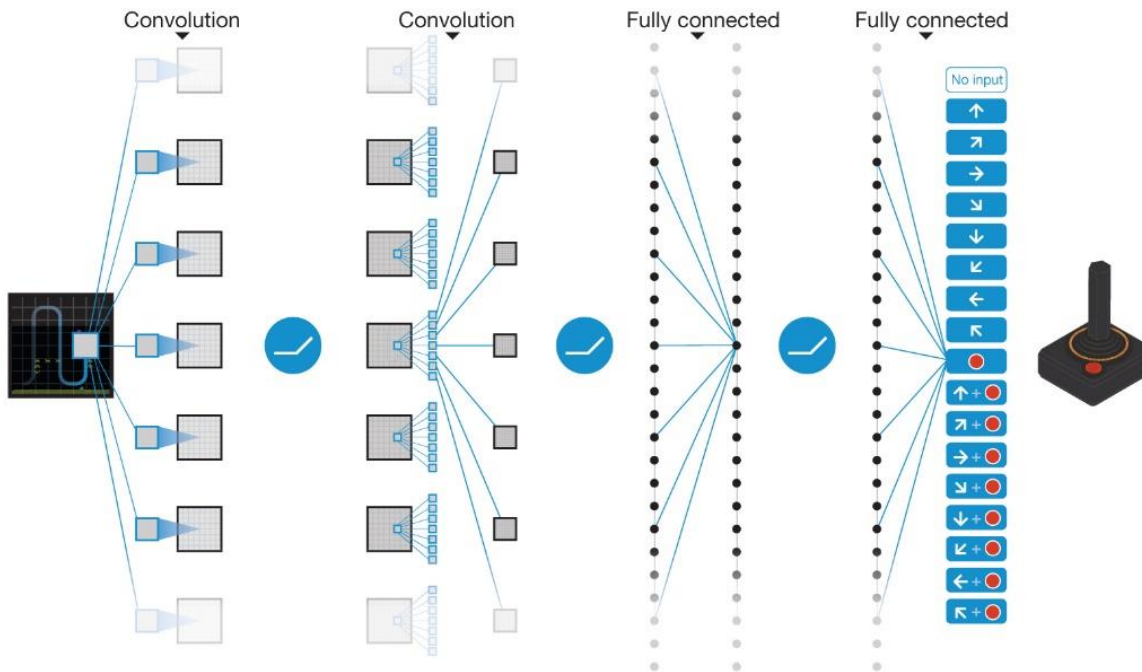 Convolution
Convolution
Fully connected
Fully connected
No input
+
+
+
+
+
+
+
+